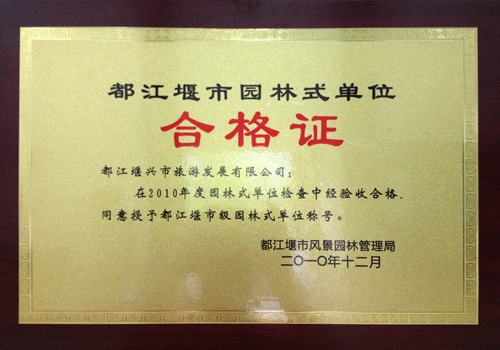 都江堰市园林式单位
合格证
都江堰兴市旅游发展有限公司：
在2010年度园林式单位检查中经验收合格.
同意授予都江堰市级园林式单位称号。
都江堰市风景园林管理局
二〇一〇年十二月